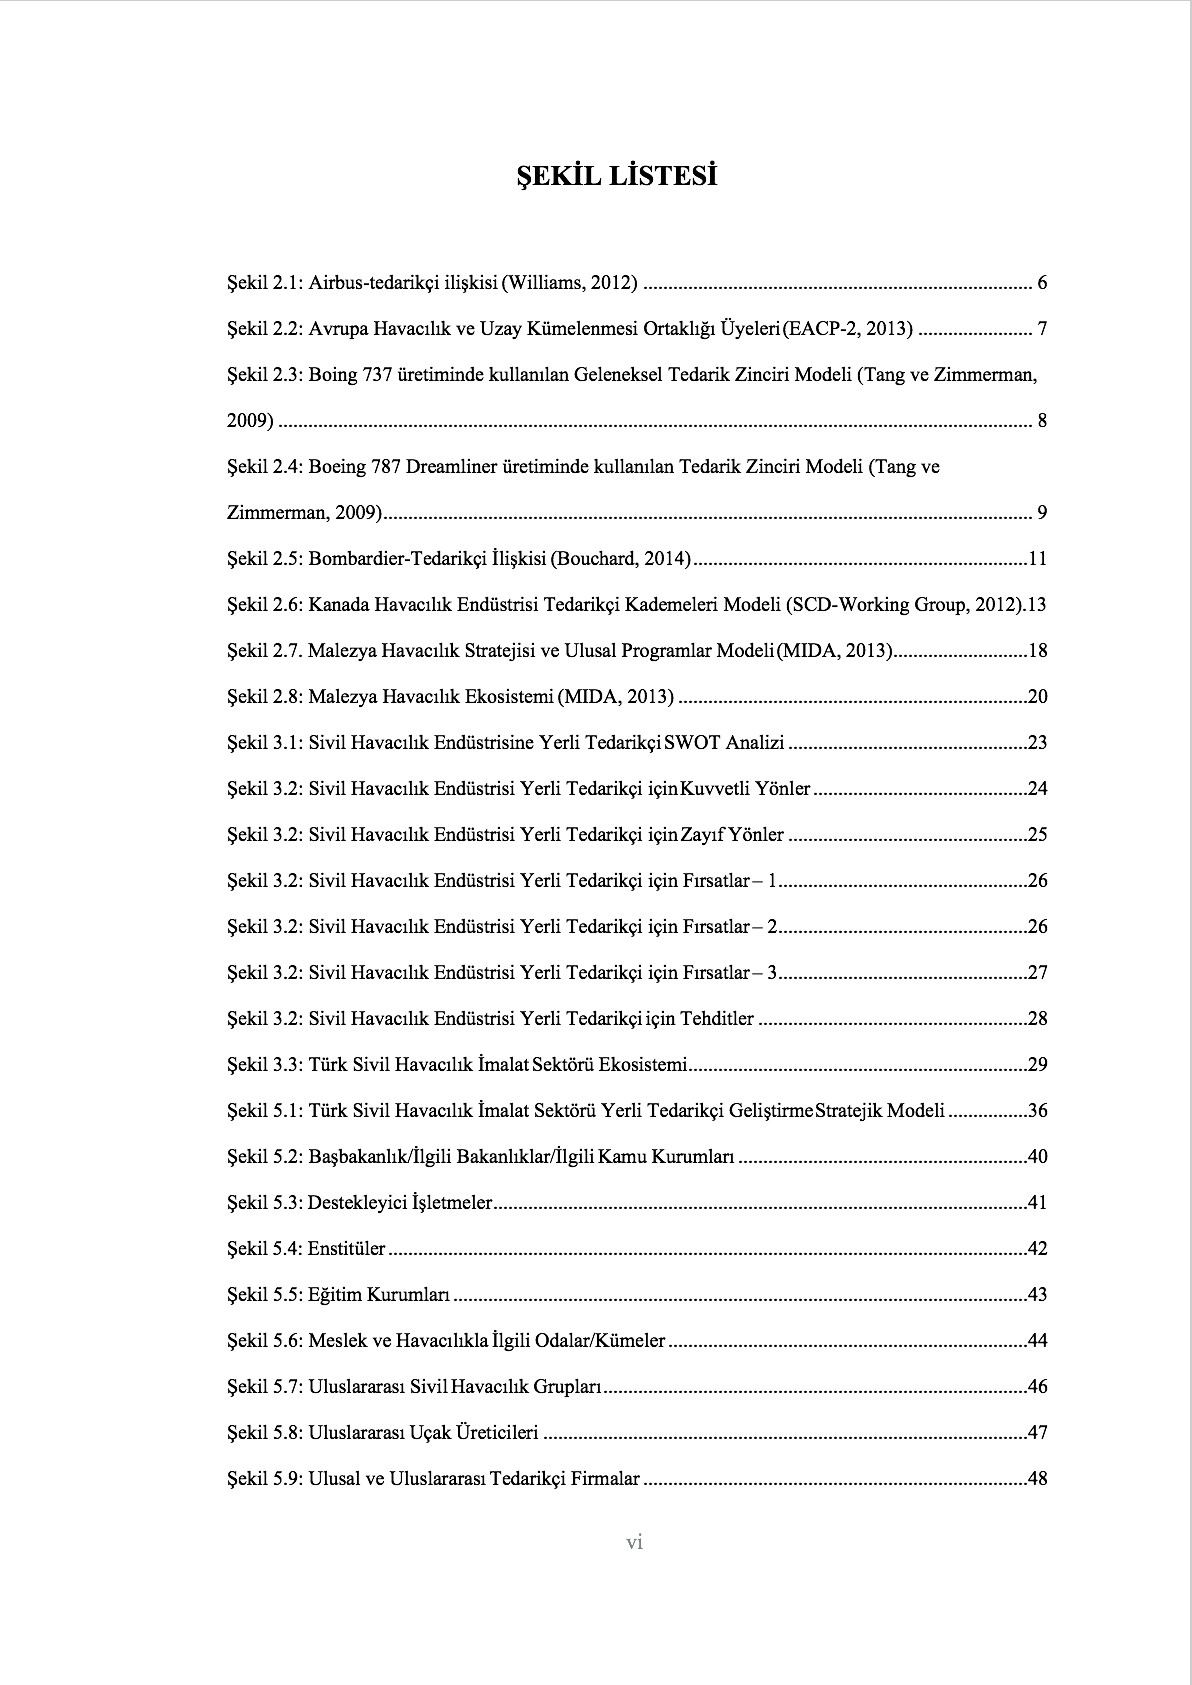 ŞEKİL LİSTESİ
Şekil 2.1: Airbus-tedarikçi ilişkisi (Williams, 2012) .............................................................................. 6
Şekil 2.2: Avrupa Havacılık ve Uzay Kümelenmesi Ortaklığı Üyeleri (EACP-2, 2013) ....................... 7
Şekil 2.3: Boing 737 üretiminde kullanılan Geleneksel Tedarik Zinciri Modeli (Tang ve Zimmerman,
2009) ....................................................................................................................................................... 8
Şekil 2.4: Boeing 787 Dreamliner üretiminde kullanılan Tedarik Zinciri Modeli (Tang ve
Zimmerman, 2009).................................................................................................................................. 9
Şekil 2.5: Bombardier-Tedarikçi İlişkisi (Bouchard, 2014)...................................................................11
Şekil 2.6: Kanada Havacılık Endüstrisi Tedarikçi Kademeleri Modeli (SCD-Working Group, 2012).13
Şekil 2.7. Malezya Havacılık Stratejisi ve Ulusal Programlar Modeli (MIDA, 2013)...........................18
Şekil 2.8: Malezya Havacılık Ekosistemi (MIDA, 2013) ......................................................................20
Şekil 3.1: Sivil Havacılık Endüstrisine Yerli Tedarikçi SWOT Analizi ................................................23
Şekil 3.2: Sivil Havacılık Endüstrisi Yerli Tedarikçi için Kuvvetli Yönler ...........................................24
Şekil 3.2: Sivil Havacılık Endüstrisi Yerli Tedarikçi için Zayıf Yönler ................................................25
Şekil 3.2: Sivil Havacılık Endüstrisi Yerli Tedarikçi için Fırsatlar – 1..................................................26
Şekil 3.2: Sivil Havacılık Endüstrisi Yerli Tedarikçi için Fırsatlar – 2..................................................26
Şekil 3.2: Sivil Havacılık Endüstrisi Yerli Tedarikçi için Fırsatlar – 3..................................................27
Şekil 3.2: Sivil Havacılık Endüstrisi Yerli Tedarikçi için Tehditler ......................................................28
Şekil 3.3: Türk Sivil Havacılık İmalat Sektörü Ekosistemi....................................................................29
Şekil 5.1: Türk Sivil Havacılık İmalat Sektörü Yerli Tedarikçi Geliştirme Stratejik Modeli ................36
Şekil 5.2: Başbakanlık/İlgili Bakanlıklar/İlgili Kamu Kurumları ..........................................................40
Şekil 5.3: Destekleyici İşletmeler...........................................................................................................41
Şekil 5.4: Enstitüler ................................................................................................................................42
Şekil 5.5: Eğitim Kurumları ...................................................................................................................43
Şekil 5.6: Meslek ve Havacılıkla İlgili Odalar/Kümeler ........................................................................44
Şekil 5.7: Uluslararası Sivil Havacılık Grupları.....................................................................................46
Şekil 5.8: Uluslararası Uçak Üreticileri .................................................................................................47
Şekil 5.9: Ulusal ve Uluslararası Tedarikçi Firmalar .............................................................................48
vi